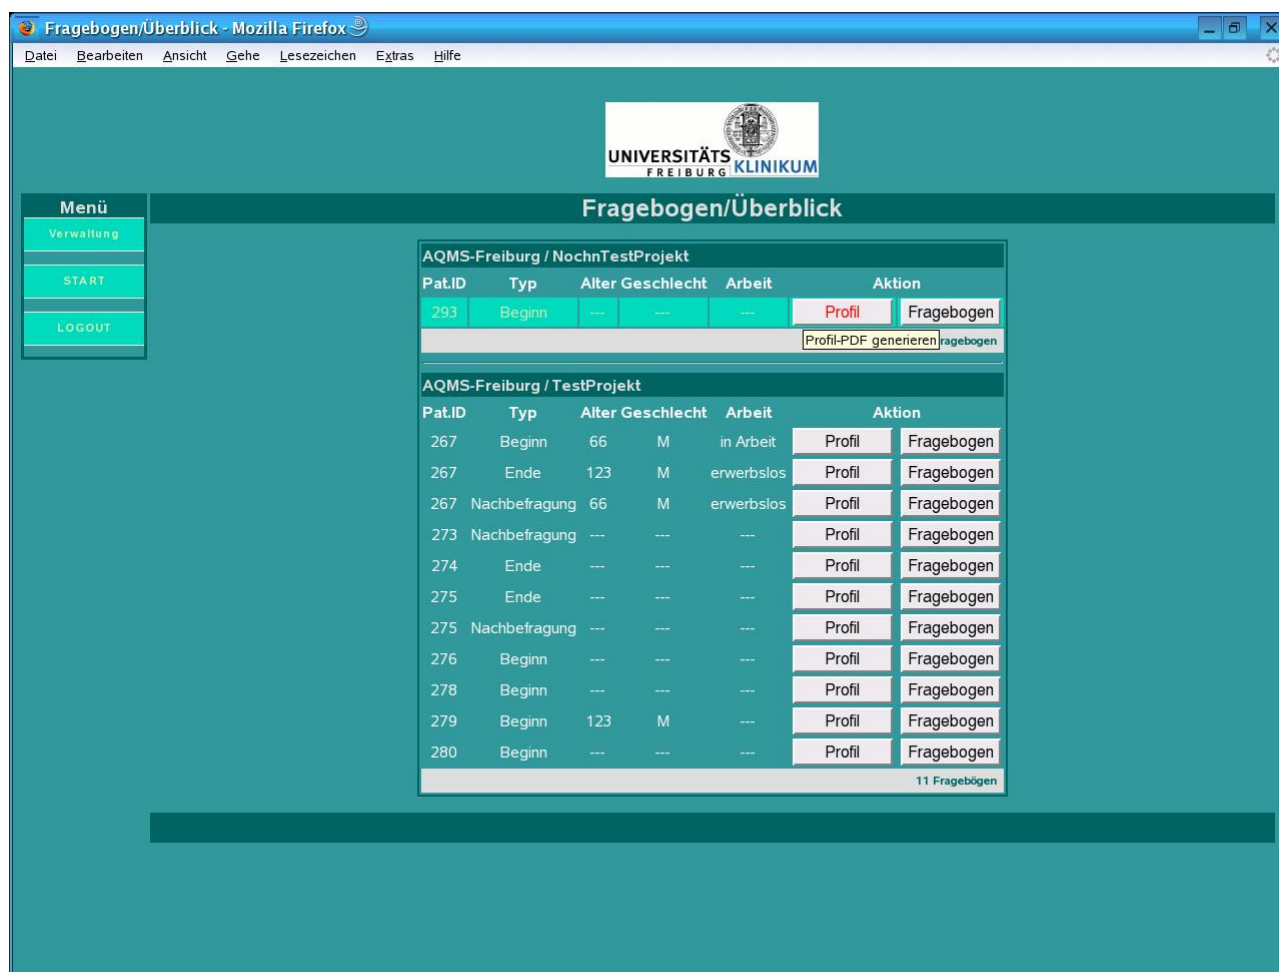 Fragebogen/Überblick - Mozilla Firefox
Datei Bearbeiten Ansicht Gehe Lesezeichen Extras Hilfe
UNIVERSITÄTS
FREIBURG KLINIKUM
Menü
Verwaltung
START
LOGOUT
Fragebogen/Überblick
AQMS-Freiburg / NochnTestProjekt
Pat.ID Typ Alter Geschlecht Arbeit Aktion
293 Beginn --- --- --- Profil Fragebogen
Profil-PDF generieren ragebogen
AQMS-Freiburg / TestProjekt
Pat.ID Typ Alter Geschlecht Arbeit Aktion
267 Beginn 66 M in Arbeit Profil Fragebogen
267 Ende 123 M erwerbslos Profil Fragebogen
267 Nachbefragung 66 M erwerbslos Profil Fragebogen
273 Nachbefragung --- --- --- Profil Fragebogen
274 Ende --- --- --- Profil Fragebogen
275 Ende --- --- --- Profil Fragebogen
275 Nachbefragung --- --- --- Profil Fragebogen
276 Beginn --- --- --- Profil Fragebogen
278 Beginn --- --- --- Profil Fragebogen
279 Beginn 123 M --- Profil Fragebogen
280 Beginn --- --- --- Profil Fragebogen
11 Fragebögen